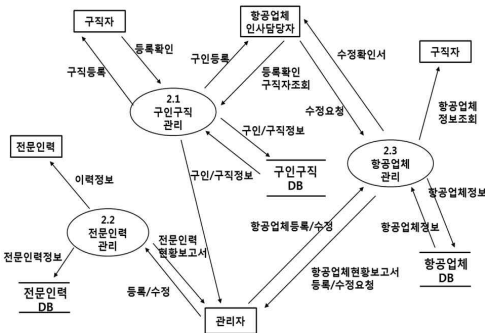 구직자
항공업체
인사담당자
구직자
등록확인
구직등록
구인등록
등록확인
구직자조회
수정확인서
수정요청
항공업체
정보조회
2.1
구인구직
관리
구인/구직정보
구인/구직정보
구인구직
DB
2.3
항공업체
관리
전문인력
이력정보
2.2
전문인력
관리
전문인력정보
전문인력
DB
전문인력
현황보고서
등록/수정
관리자
항공업체등록/수정
항공업체현황보고서
등록/수정요청
항공업체정보
항공업체정보
항공업체
DB